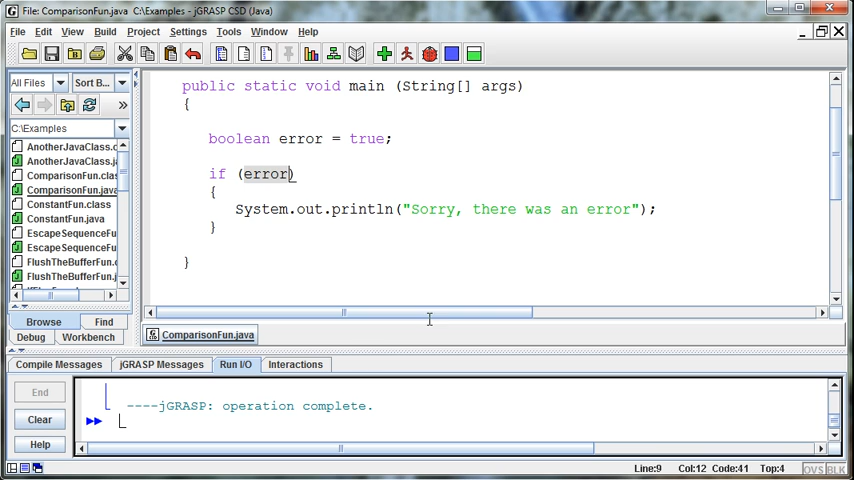 File: ComparisonFun.java C:\Examples - jGRASP CSD (Java)
File Edit View Build Project Settings Tools Window Help
All Files Sort B...
C:\Examples
AnotherJavaClass.c
AnotherJavaClass.ja
ComparisonFun.clas
ComparisonFun.java
ConstantFun.class
ConstantFun.java
EscapeSequenceFu
EscapeSequenceFu
FlushTheBufferFun.c
FlushTheBufferFun.j
Browse Find
Debug Workbench
public static void main (String[] args)
{
boolean error = true;
if (error)
{
System.out.println("Sorry, there was an error");
}
}
ComparisonFun.java
Compile Messages jGRASP Messages Run I/O Interactions
End
Clear
Help
----jGRASP: operation complete.
Line:9 Col:12 Code:41 Top:4 OVS BLK